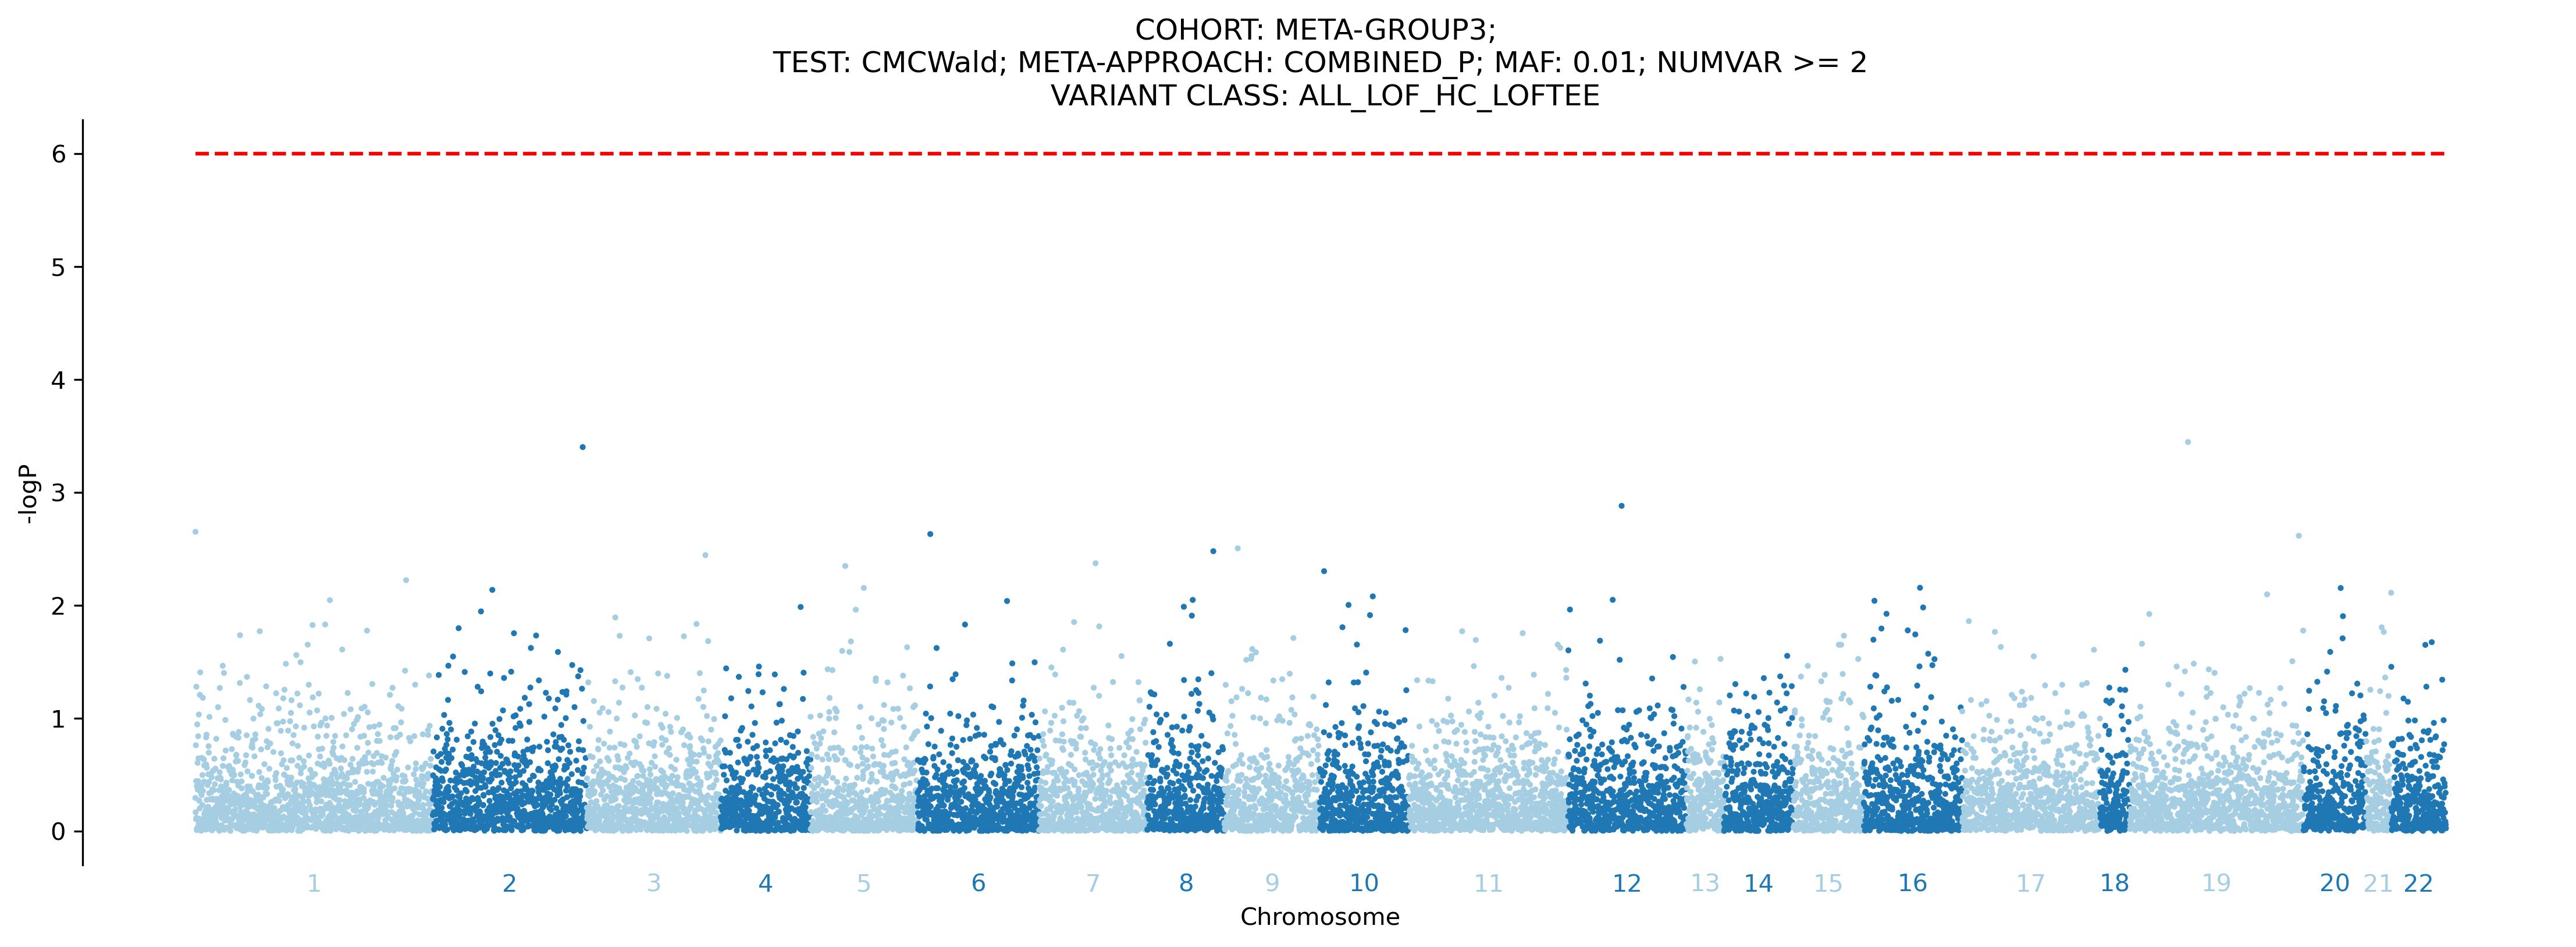 COHORT: META-GROUP3;
TEST: CMCWald; META-APPROACH: COMBINED_P; MAF: 0.01; NUMVAR >= 2
VARIANT CLASS: ALL_LOF_HC_LOFTEE
6
5
4
3
2
1
0
-logP
1 2 3 4 5 6 7 8 9 10 11 12 13 14 15 16 17 18 19 20 21 22
Chromosome